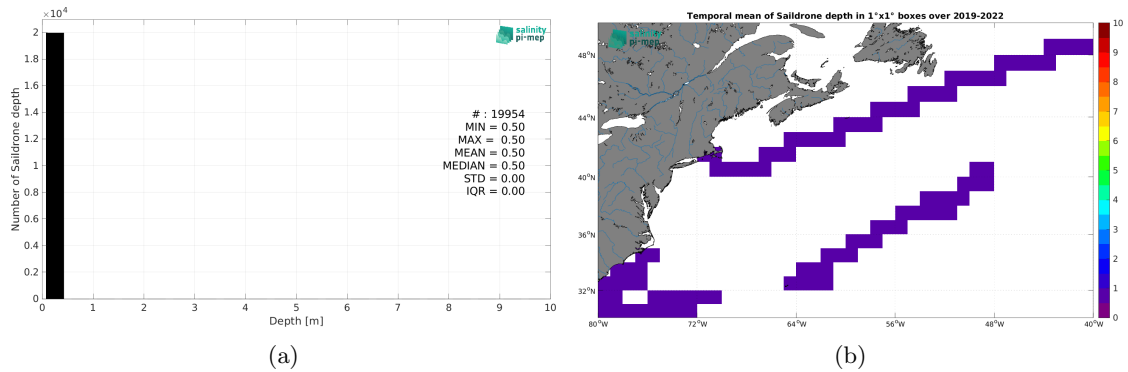 ×10⁴
2
1.8
1.6
1.4
1.2
1
0.8
0.6
0.4
0.2
0
Number of Saildrone depth
salinity
pi-mep
# : 19954
MIN = 0.50
MAX = 0.50
MEAN = 0.50
MEDIAN = 0.50
STD = 0.00
IQR = 0.00
0 1 2 3 4 5 6 7 8 9 10
Depth [m]
(a)
Temporal mean of Saildrone depth in 1°x1° boxes over 2019-2022
salinity
pi-mep
48°N
44°N
40°N
36°N
32°N
80°W 72°W 64°W 56°W 48°W 40°W
10
9
8
7
6
5
4
3
2
1
0
(b)